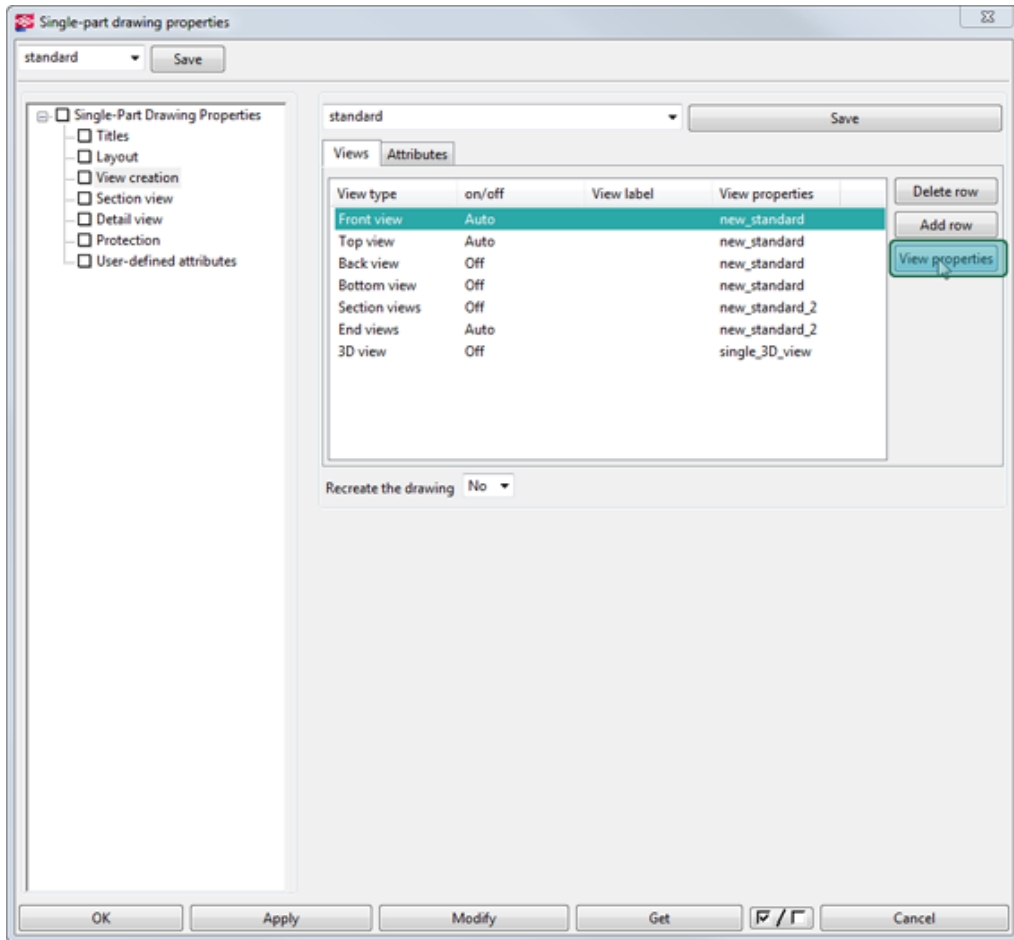 Single-part drawing properties
standard Save
Single-Part Drawing Properties
Titles
Layout
View creation
Section view
Detail view
Protection
User-defined attributes
standard Save
Views Attributes
View type on/off View label View properties
Front view Auto new_standard
Top view Auto new_standard
Back view Off new_standard
Bottom view Off new_standard
Section views Off new_standard_2
End views Auto new_standard_2
3D view Off single_3D_view
Delete row
Add row
View properties
Recreate the drawing No
OK Apply Modify Get / Cancel